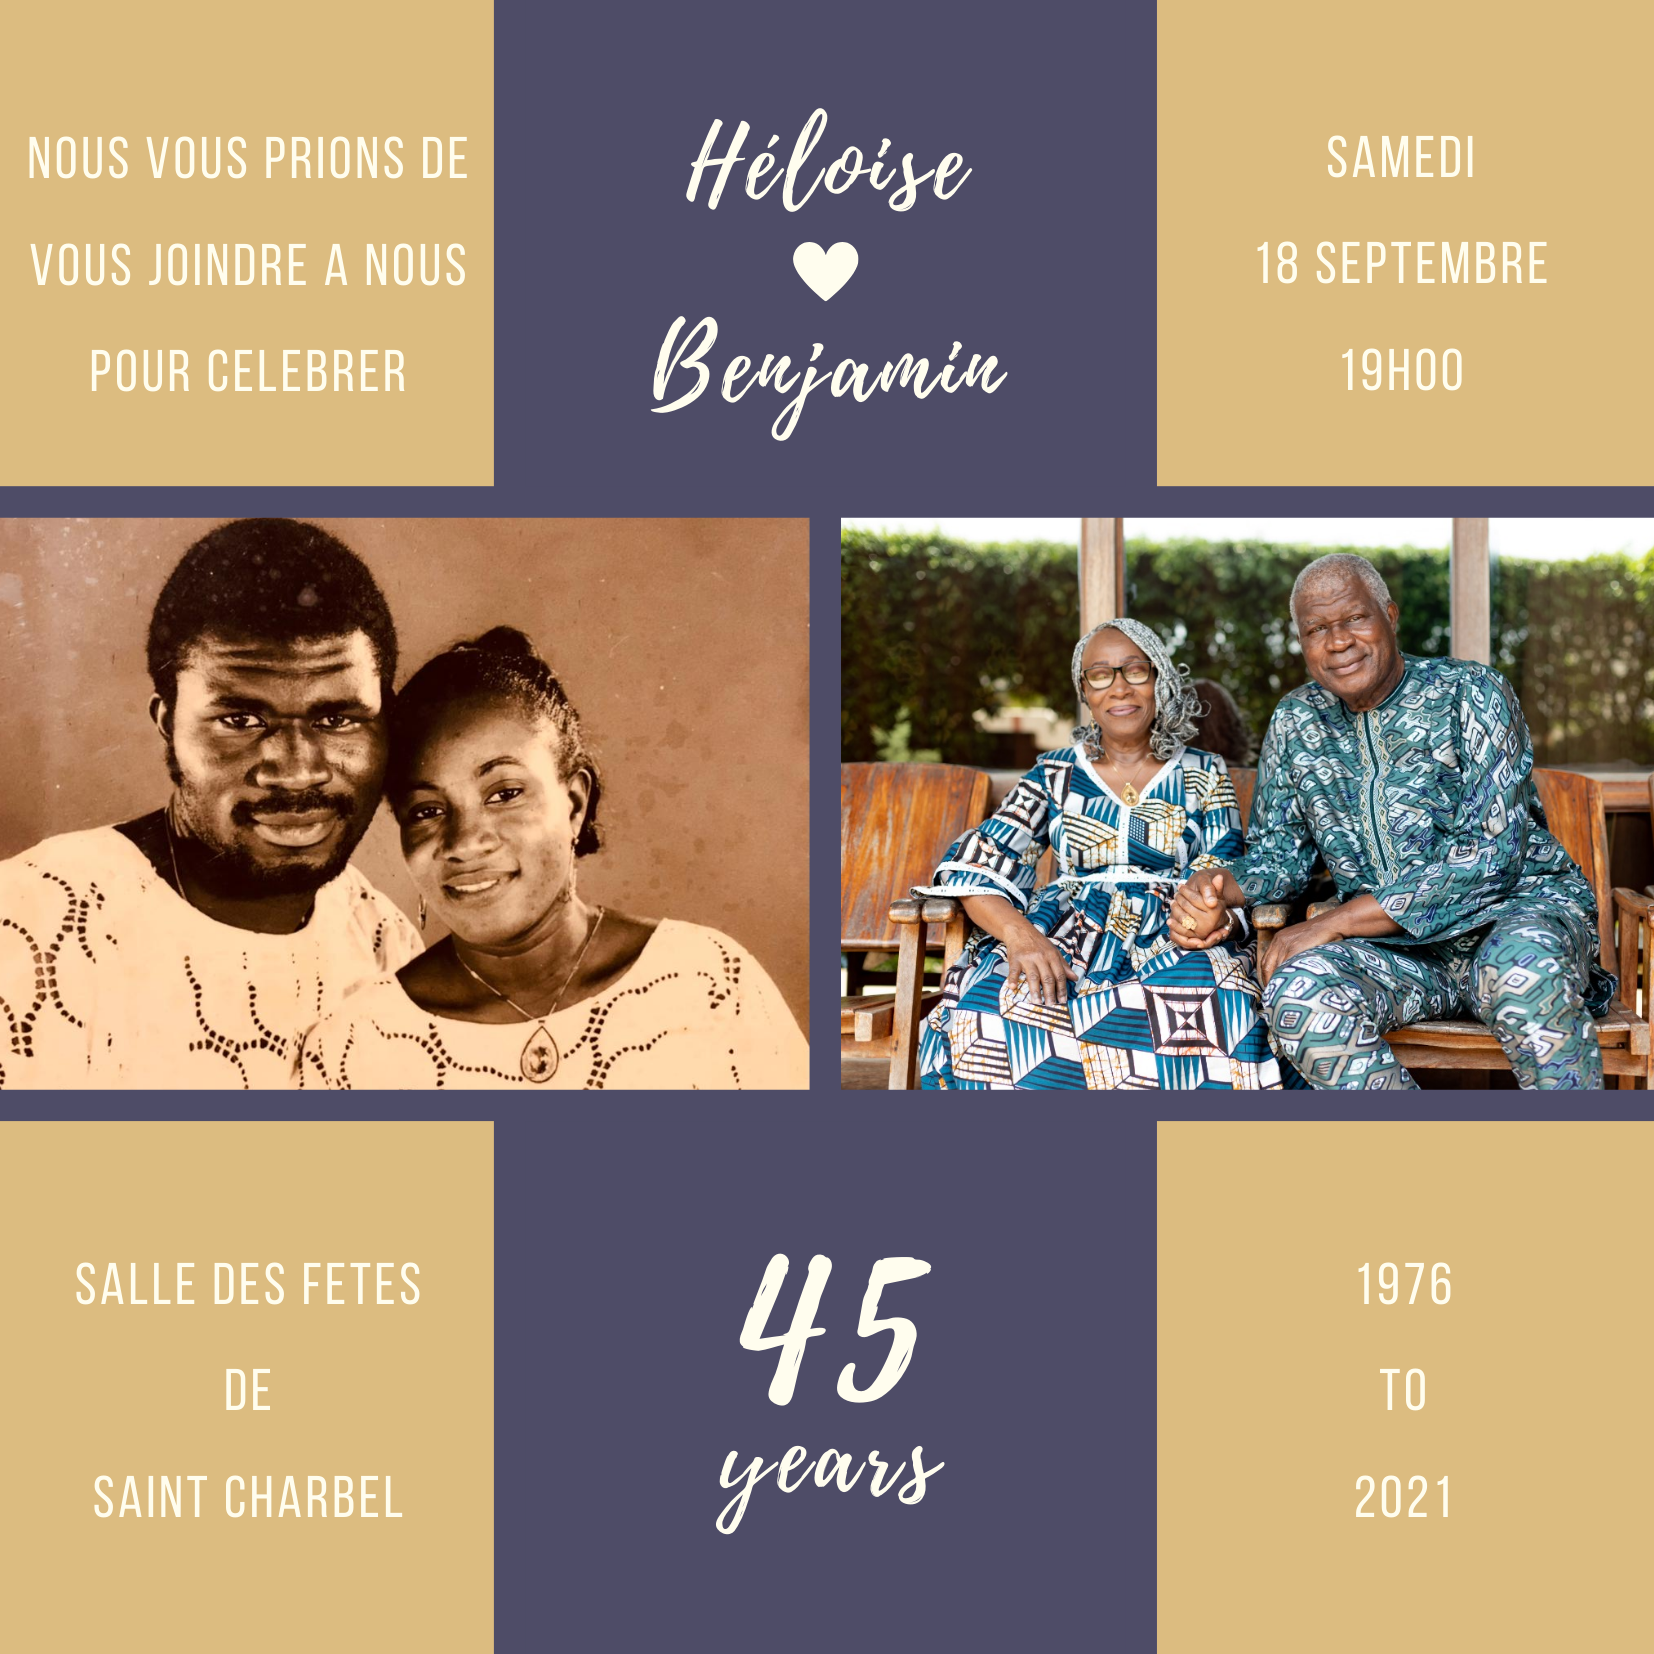 NOUS VOUS PRIONS DE
VOUS JOINDRE A NOUS
POUR CELEBRER
Héloise
Benjamin
SAMEDI
18 SEPTEMBRE
19H00
SALLE DES FETES
DE
SAINT CHARBEL
45
years
1976
TO
2021